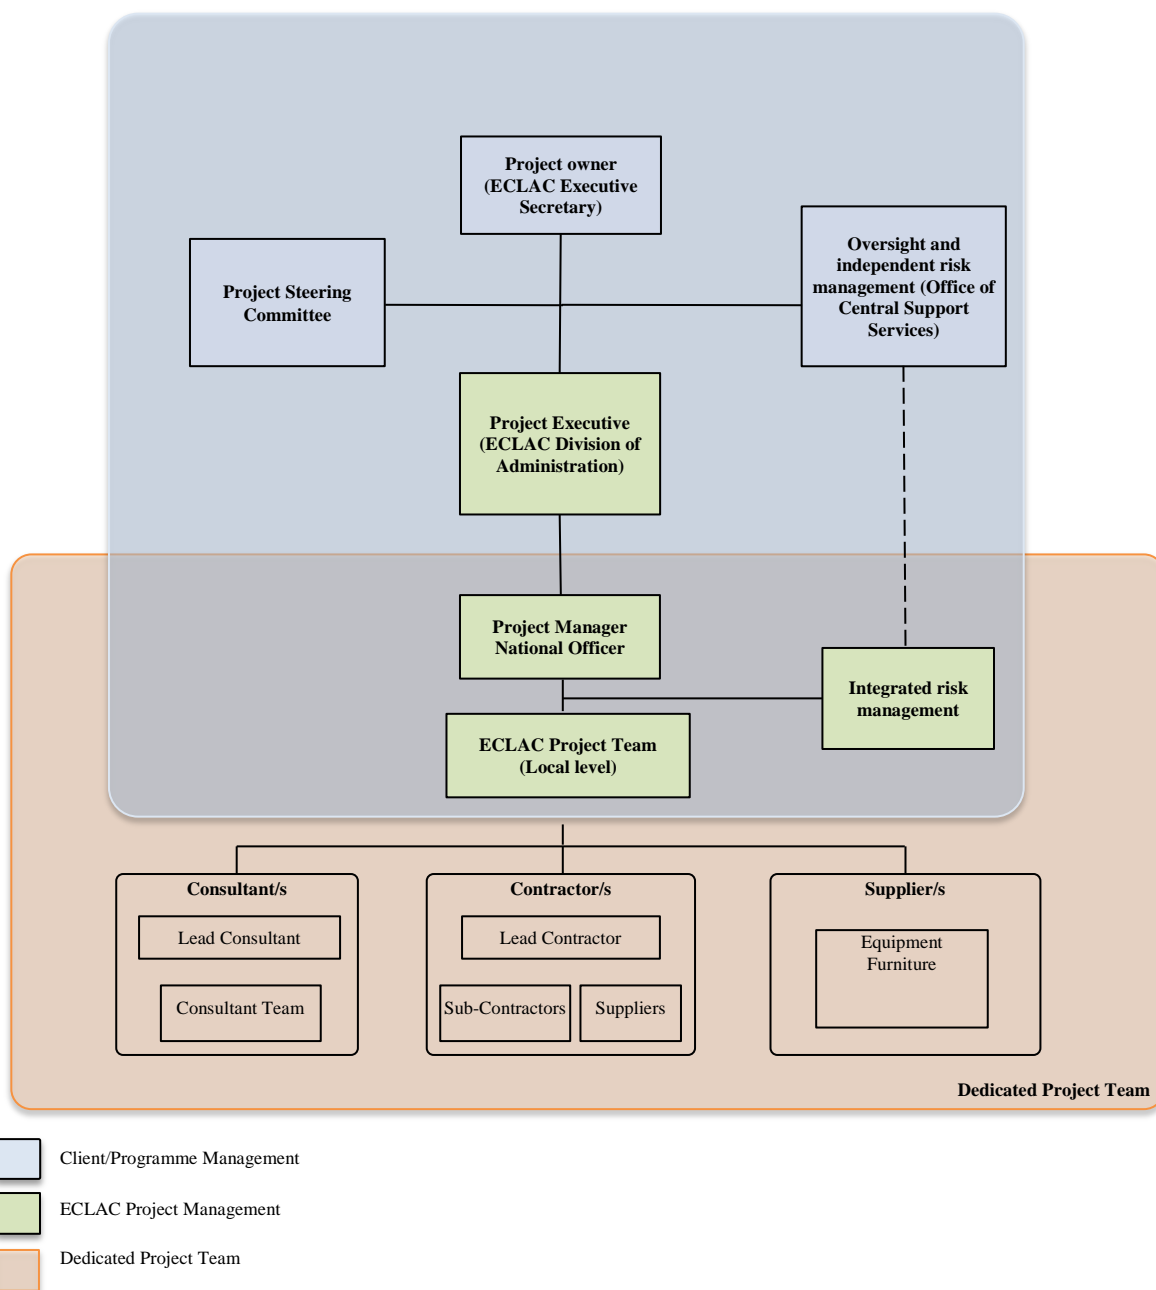 Project owner
(ECLAC Executive
Secretary)
Project Steering
Committee
Oversight and
independent risk
management (Office of
Central Support
Services)
Project Executive
(ECLAC Division of
Administration)
Project Manager
National Officer
Integrated risk
management
ECLAC Project Team
(Local level)
Consultant/s
Lead Consultant
Consultant Team
Contractor/s
Lead Contractor
Sub-Contractors
Suppliers
Supplier/s
Equipment
Furniture
Dedicated Project Team
Client/Programme Management
ECLAC Project Management
Dedicated Project Team